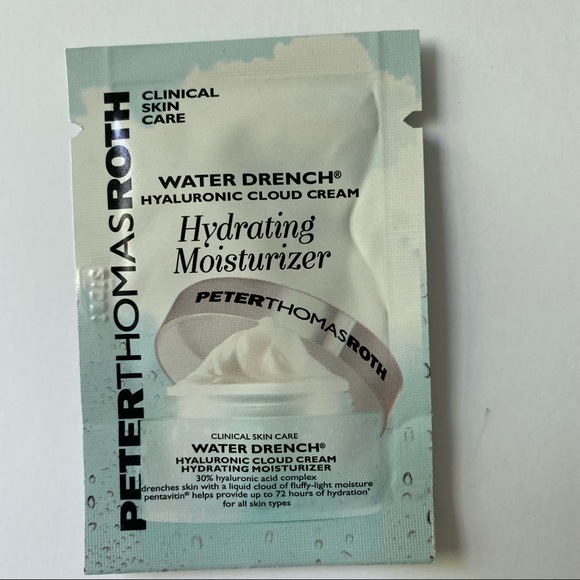 CLINICAL
SKIN
CARE
PETERTHOMASROTH
WATER DRENCH®
HYALURONIC CLOUD CREAM
Hydrating
Moisturizer
PETERTHOMASROTH
CLINICAL SKIN CARE
WATER DRENCH®
HYALURONIC CLOUD CREAM
HYDRATING MOISTURIZER
30% hyaluronic acid complex
drenches skin with a liquid cloud of fluffy-light moisture
pentavitin® helps provide up to 72 hours of hydration*
for all skin types